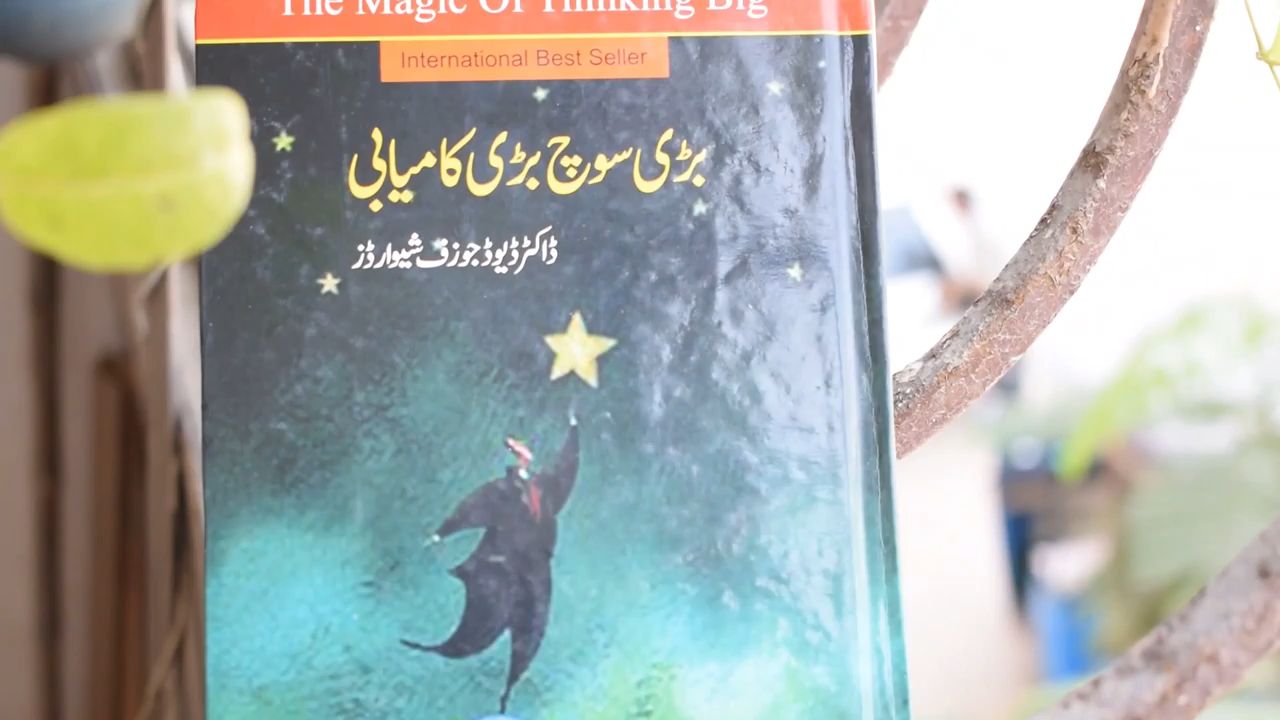 The Magic Of Thinking Big
International Best Seller
بڑی سوچ بڑی کامیابی
ڈاکٹر ڈیوڈ جوزف شیوارڈز